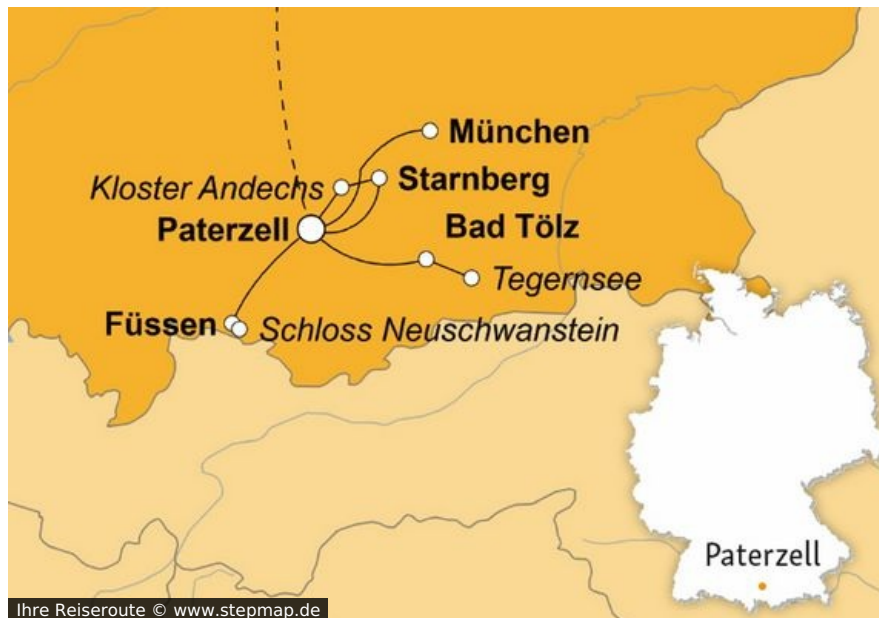 München
Kloster Andechs
Starnberg
Paterzell
Bad Tölz
Tegernsee
Füssen
Schloss Neuschwanstein
Paterzell
Ihre Reiseroute © www.stepmap.de